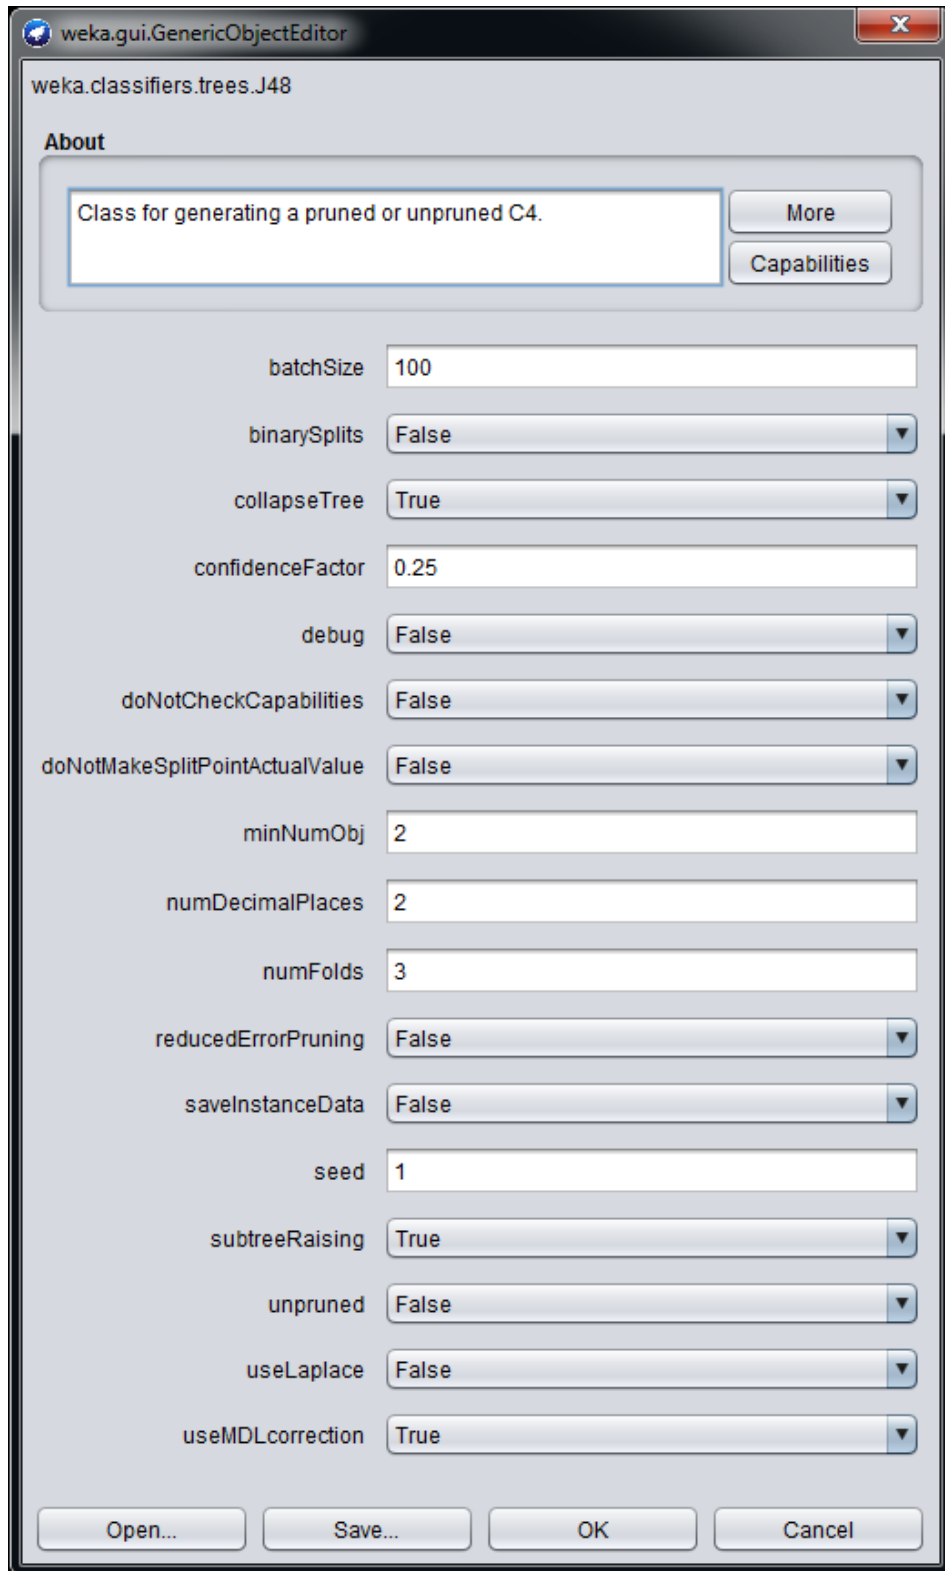 weka.gui.GenericObjectEditor
weka.classifiers.trees.J48
About
Class for generating a pruned or unpruned C4.
More
Capabilities
batchSize 100
binarySplits False
collapseTree True
confidenceFactor 0.25
debug False
doNotCheckCapabilities False
doNotMakeSplitPointActualValue False
minNumObj 2
numDecimalPlaces 2
numFolds 3
reducedErrorPruning False
saveInstanceData False
seed 1
subtreeRaising True
unpruned False
useLaplace False
useMDLcorrection True
Open... Save... OK Cancel